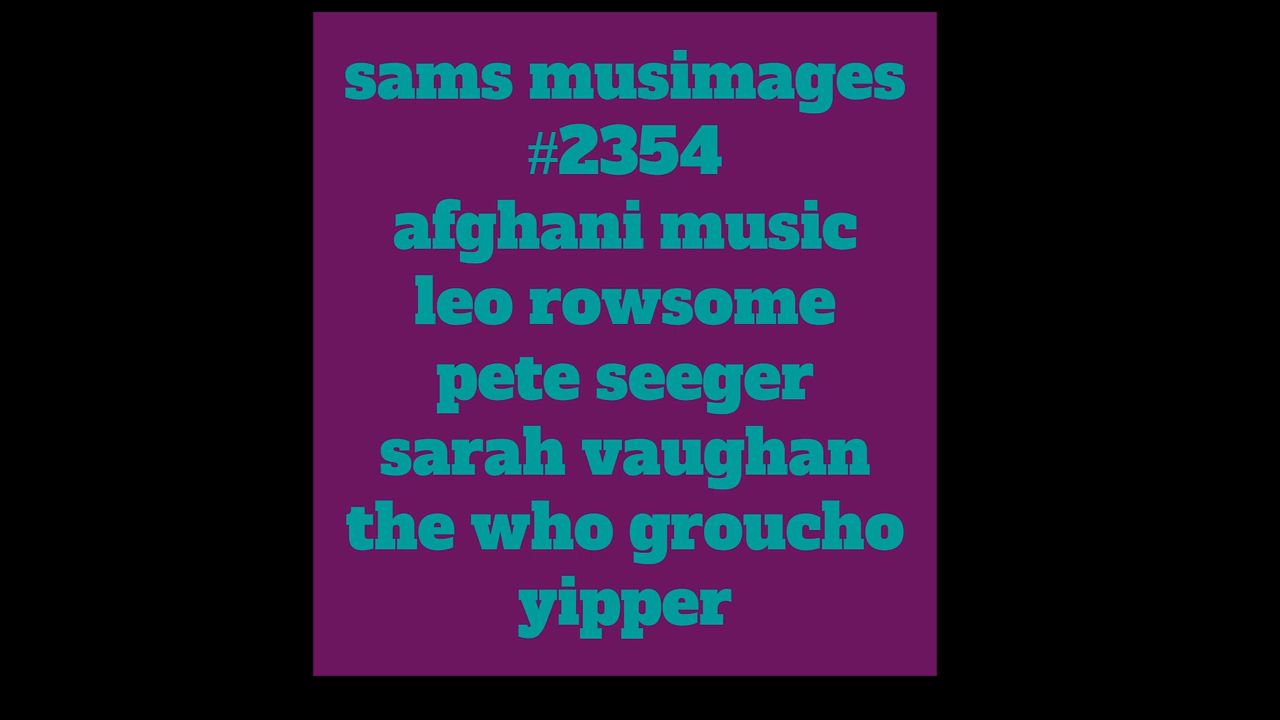 sams musimages
#2354
afghani music
leo rowsome
pete seeger
sarah vaughan
the who groucho
yipper